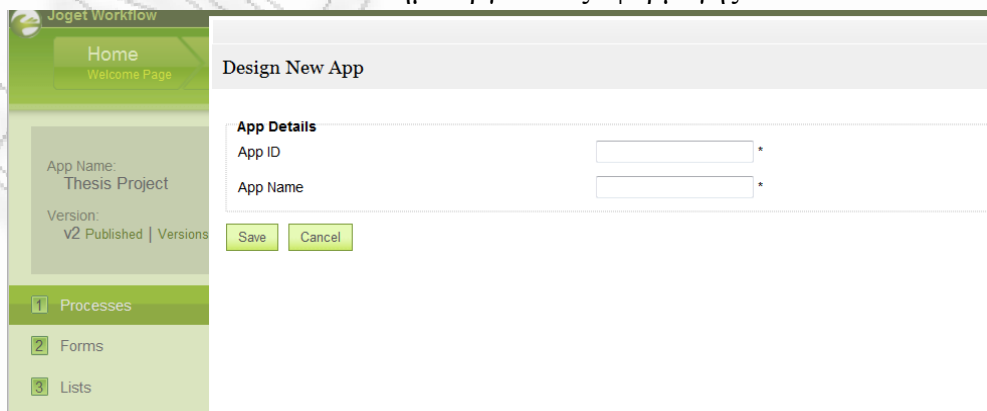 Joget Workflow
Home
Welcome Page
Design New App
App Details
App ID *
App Name *
Save Cancel
App Name:
Thesis Project
Version:
v2 Published | Versions
1 Processes
2 Forms
3 Lists